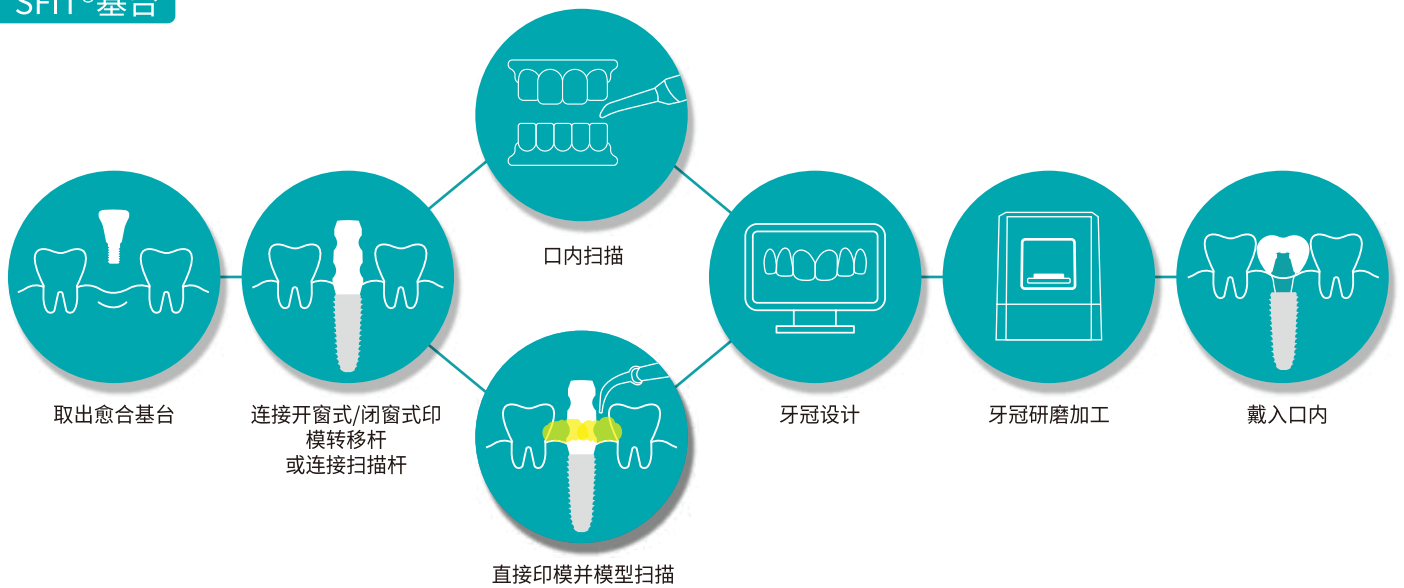 SFIT®基台
口内扫描
取出愈合基台
连接开窗式/闭窗式印
模转移杆
或连接扫描杆
牙冠设计
牙冠研磨加工
戴入口内
直接印模并模型扫描